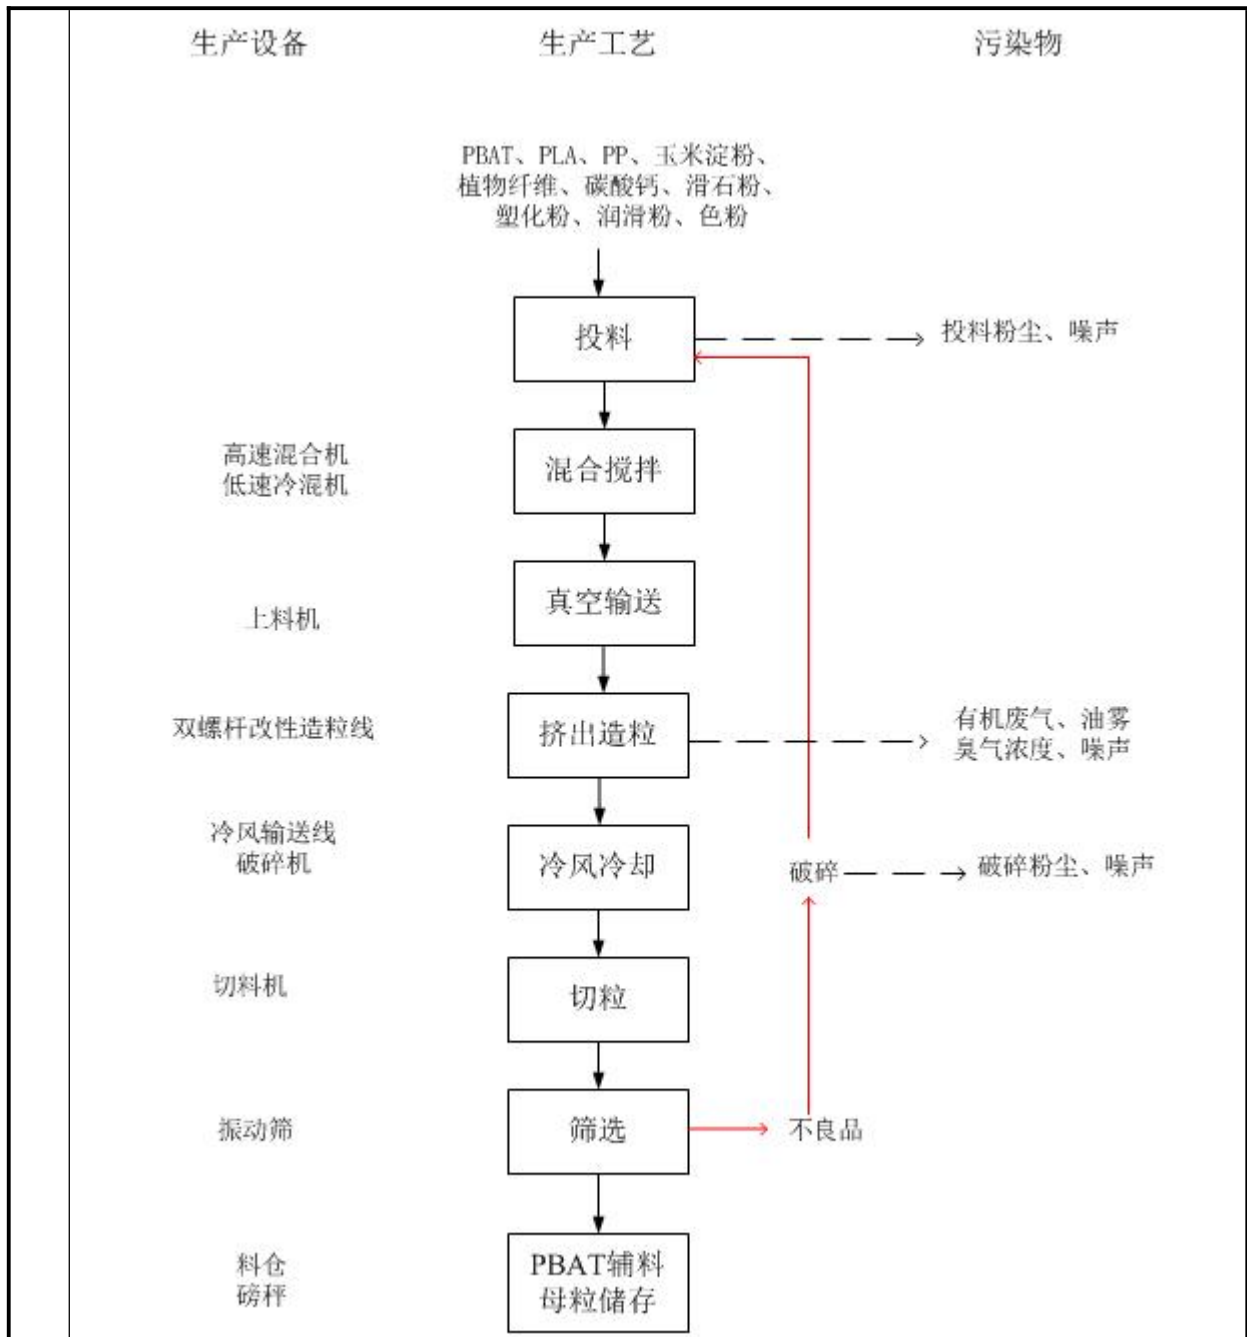 生产设备 生产工艺 污染物
PBAT、PLA、PP、玉米淀粉、
植物纤维、碳酸钙、滑石粉、
塑化粉、润滑粉、色粉
投料
投料粉尘、噪声
高速混合机
低速冷混机
混合搅拌
上料机
真空输送
双螺杆改性造粒线
挤出造粒
有机废气、油雾
臭气浓度、噪声
冷风输送线
破碎机
冷风冷却
破碎
破碎粉尘、噪声
切料机
切粒
振动筛
筛选
不良品
料仓
磅秤
PBAT辅料
母粒储存